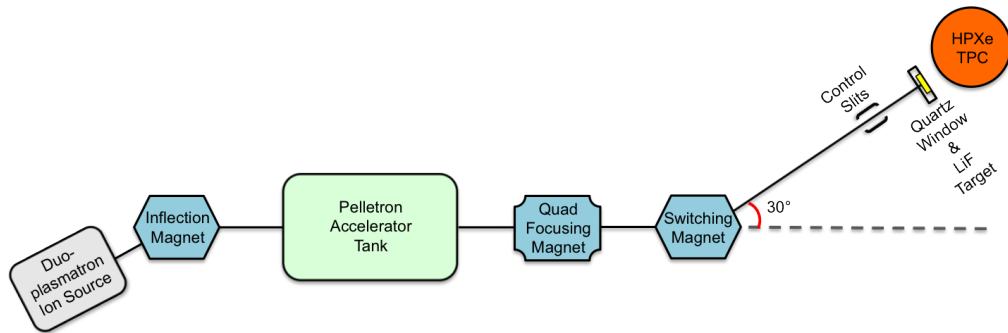 Duo-
plasmatron
Ion Source
Inflection
Magnet
Pelletron
Accelerator
Tank
Quad
Focusing
Magnet
Switching
Magnet
30°
Control
Slits
Quartz
Window
&
LiF
Target
HPXe
TPC